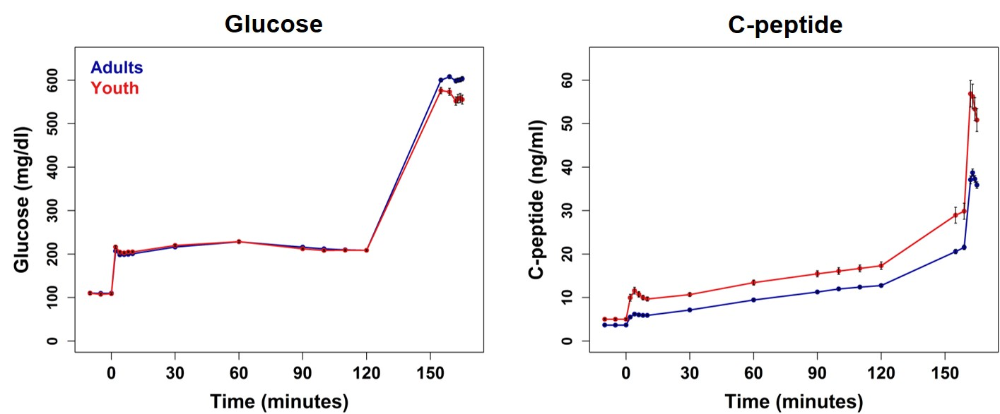 Glucose
Adults
Youth
Glucose (mg/dl)
0
100
200
300
400
500
600
0 30 60 90 120 150
Time (minutes)
C-peptide
C-peptide (ng/ml)
0
10
20
30
40
50
60
0 30 60 90 120 150
Time (minutes)